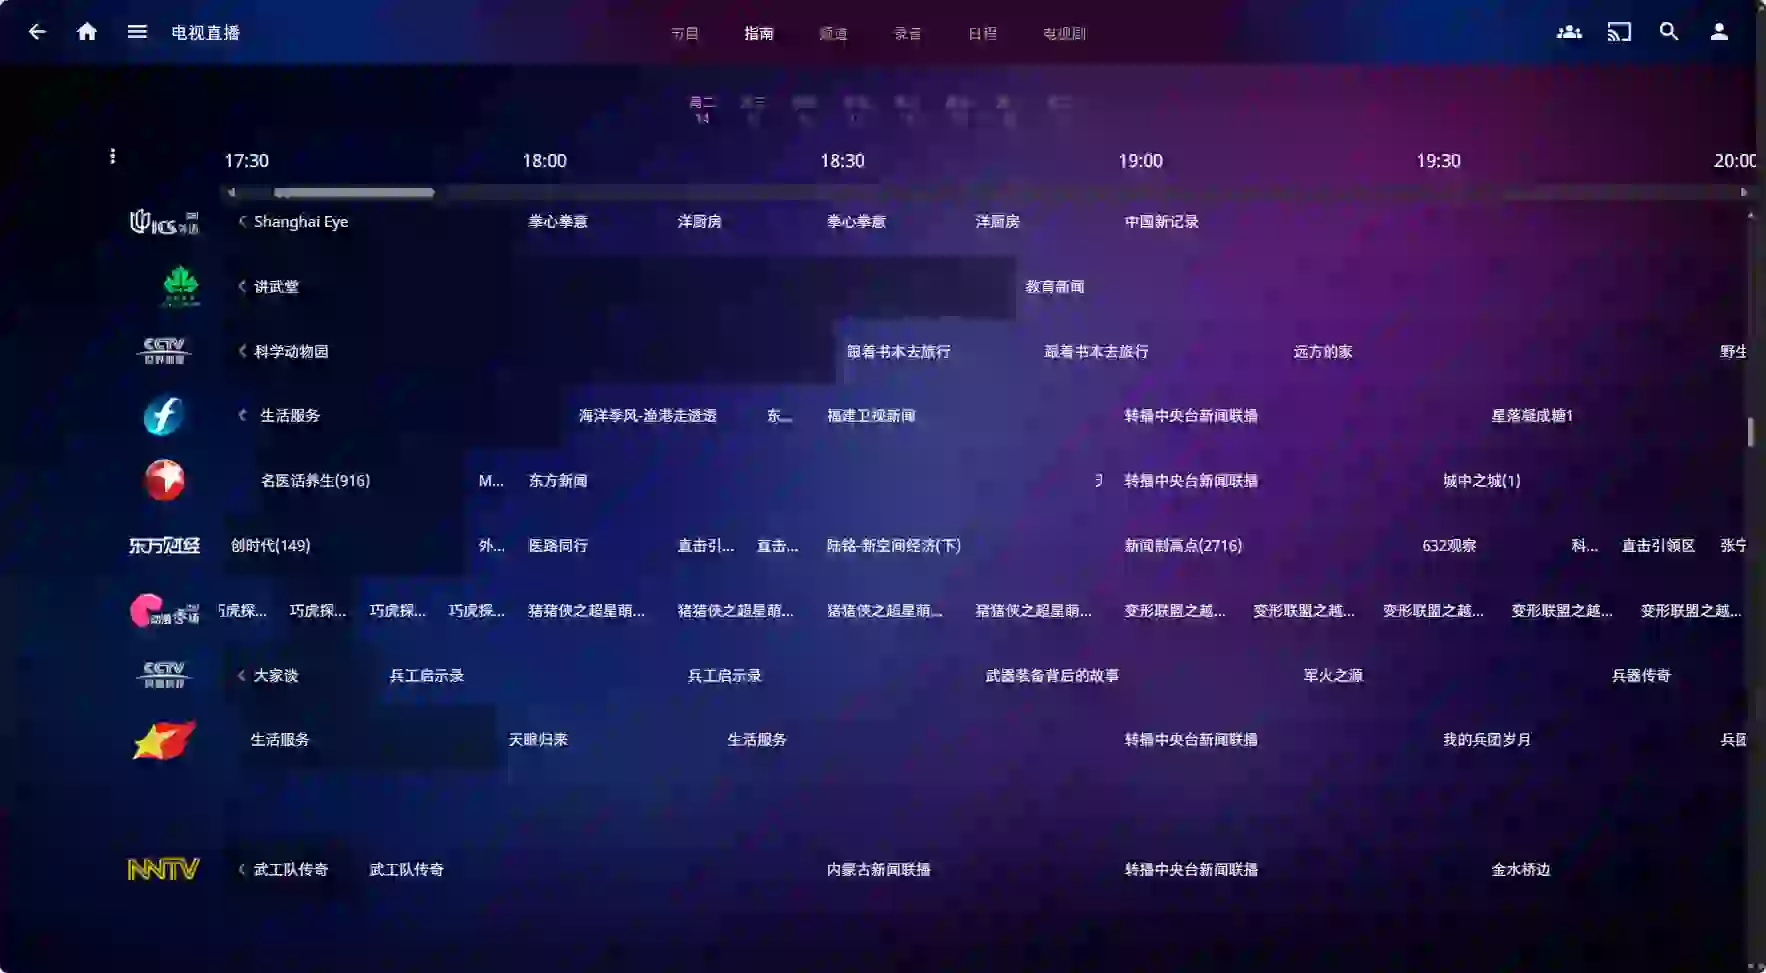 电视直播
节目 指南 频道 录音 日程 电视剧
周二
14
17:30 18:00 18:30 19:00 19:30 20:00
ICS Shanghai Eye 拳心拳意 洋厨房 拳心拳意 洋厨房 中国新记录
讲武堂 教育新闻
CCTV 科学动物园 跟着书本去旅行 跟着书本去旅行 远方的家 野生
生活服务 海洋季风-渔港走透透 东... 福建卫视新闻 转播中央台新闻联播 星落凝成糖1
名医话养生(916) M... 东方新闻 转播中央台新闻联播 城中之城(1)
东方财经 创时代(149) 外... 医路同行 直击引... 直击... 陆铭-新空间经济(下) 新闻制高点(2716) 632观察 科... 直击引领区 张宁
巧虎探... 巧虎探... 巧虎探... 巧虎探... 猪猪侠之超星萌... 猪猪侠之超星萌... 猪猪侠之超星萌... 猪猪侠之超星萌... 变形联盟之越... 变形联盟之越... 变形联盟之越... 变形联盟之越... 变形联盟之越...
CCTV 大家谈 兵工启示录 兵工启示录 武器装备背后的故事 军火之源 兵器传奇
生活服务 天眼归来 生活服务 转播中央台新闻联播 我的兵团岁月 兵团
NNTV 武工队传奇 武工队传奇 内蒙古新闻联播 转播中央台新闻联播 金水桥边